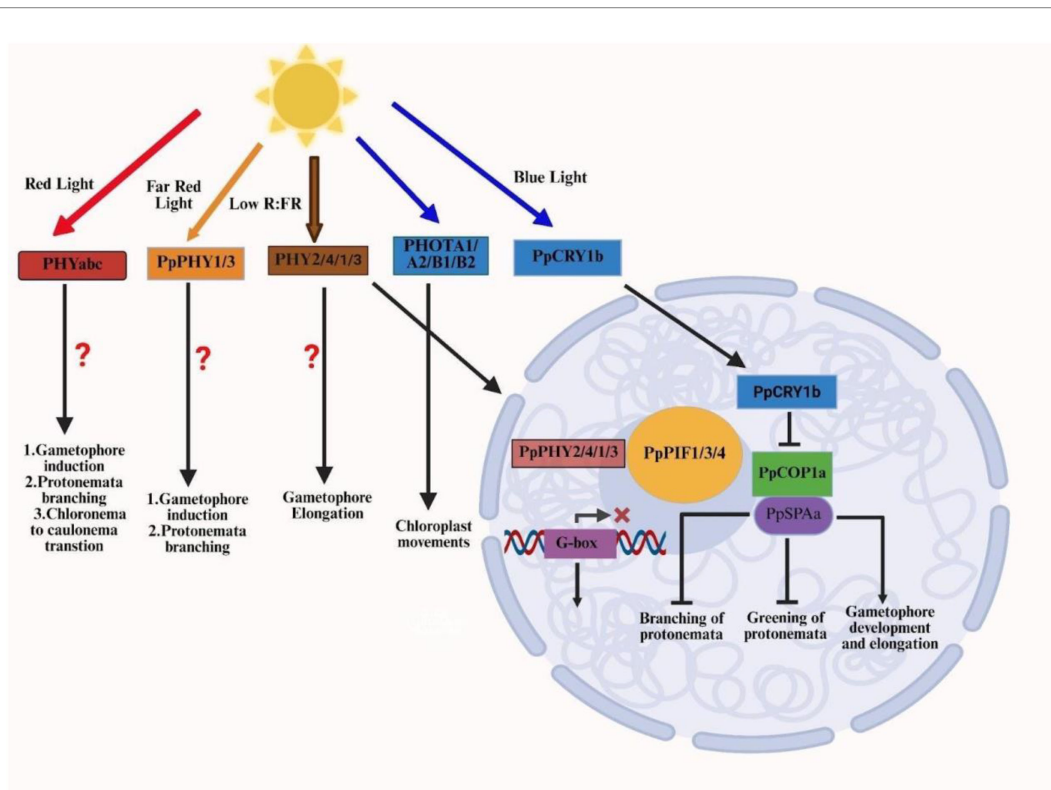 Red Light
Far Red
Light
Low R:FR
Blue Light
PHYabc
PpPHY1/3
PHY2/4/1/3
PHOTA1/
A2/B1/B2
PpCRY1b
?
?
?
1.Gametophore
induction
2.Protonemata
branching
3.Chloronema
to caulonema
transtion
1.Gametophore
induction
2.Protonemata
branching
Gametophore
Elongation
Chloroplast
movements
PpCRY1b
PpPHY2/4/1/3
PpPIF1/3/4
PpCOP1a
PpSPAa
G-box
Branching of
protonemata
Greening of
protonemata
Gametophore
development
and elongation